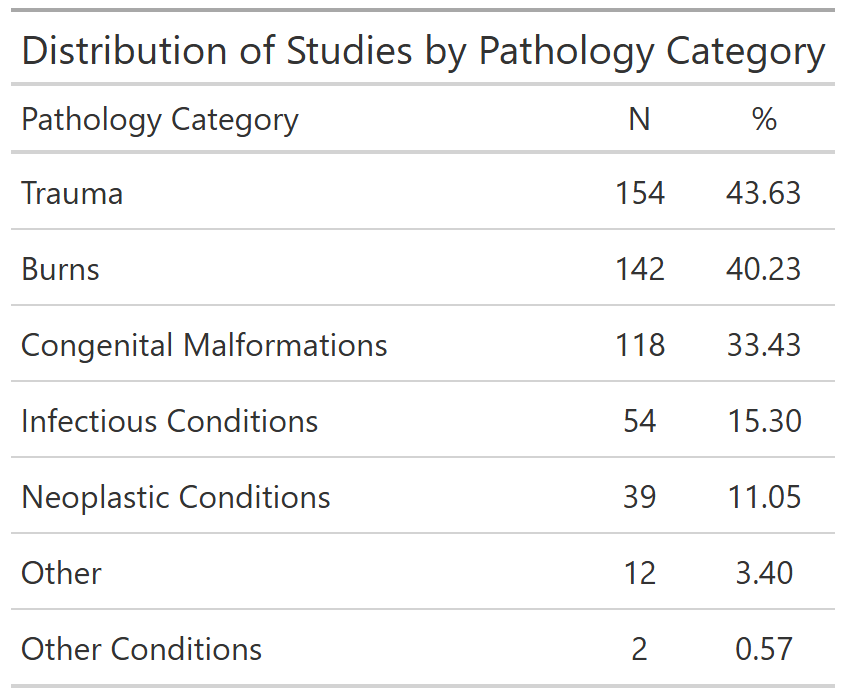 Distribution of Studies by Pathology Category
Pathology Category N %
Trauma 154 43.63
Burns 142 40.23
Congenital Malformations 118 33.43
Infectious Conditions 54 15.30
Neoplastic Conditions 39 11.05
Other 12 3.40
Other Conditions 2 0.57